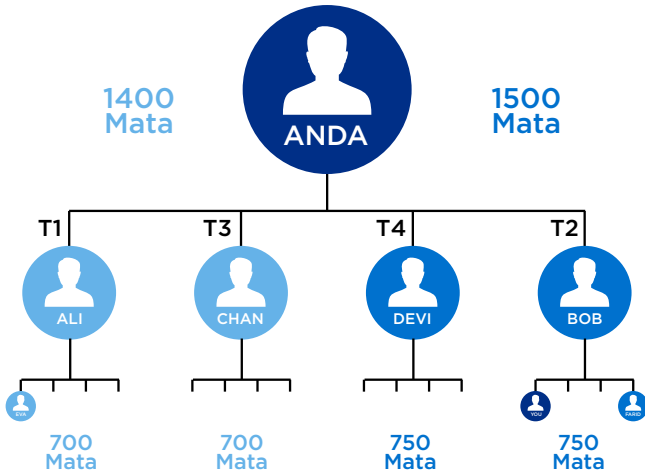 1400
Mata
ANDA
1500
Mata
T1
T3
T4
T2
ALI
CHAN
DEVI
BOB
EVA
YOU
FARID
700
Mata
700
Mata
750
Mata
750
Mata